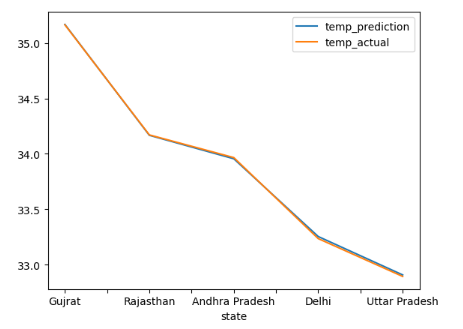 temp_prediction
temp_actual
35.0
34.5
34.0
33.5
33.0
Gujrat Rajasthan Andhra Pradesh Delhi Uttar Pradesh
state